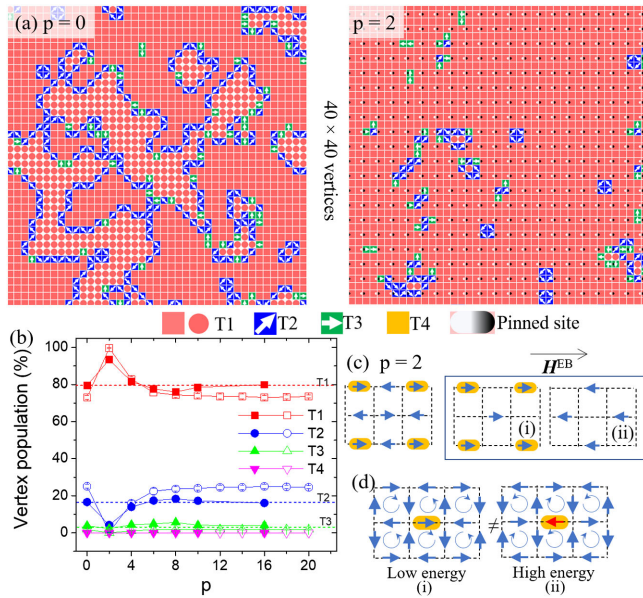 (a) p = 0
p = 2
40 × 40 vertices
T1 T2 T3 T4 Pinned site
(b)
Vertex population (%)
100
80
60
40
20
0
T1
T2
T3
T1
T2
T3
T4
0 4 8 12 16 20
p
(c) p = 2
H^EB
(i)
(ii)
(d)
≠
Low energy
(i)
High energy
(ii)